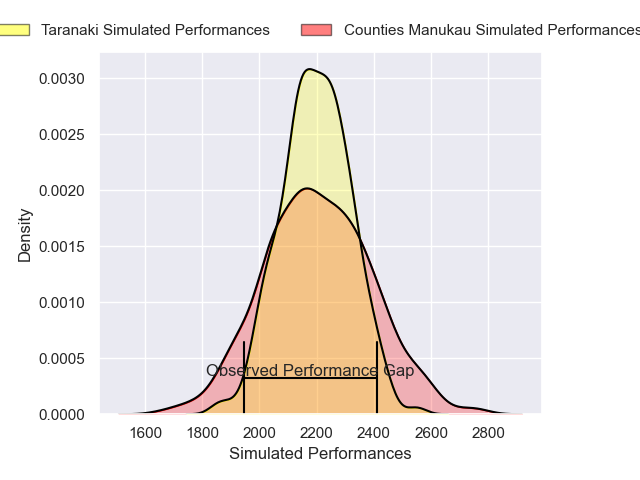 Taranaki Simulated Performances
Counties Manukau Simulated Performances
0.0030
0.0025
0.0020
0.0015
0.0010
0.0005
0.0000
Density
Observed Performance Gap
1600 1800 2000 2200 2400 2600 2800
Simulated Performances